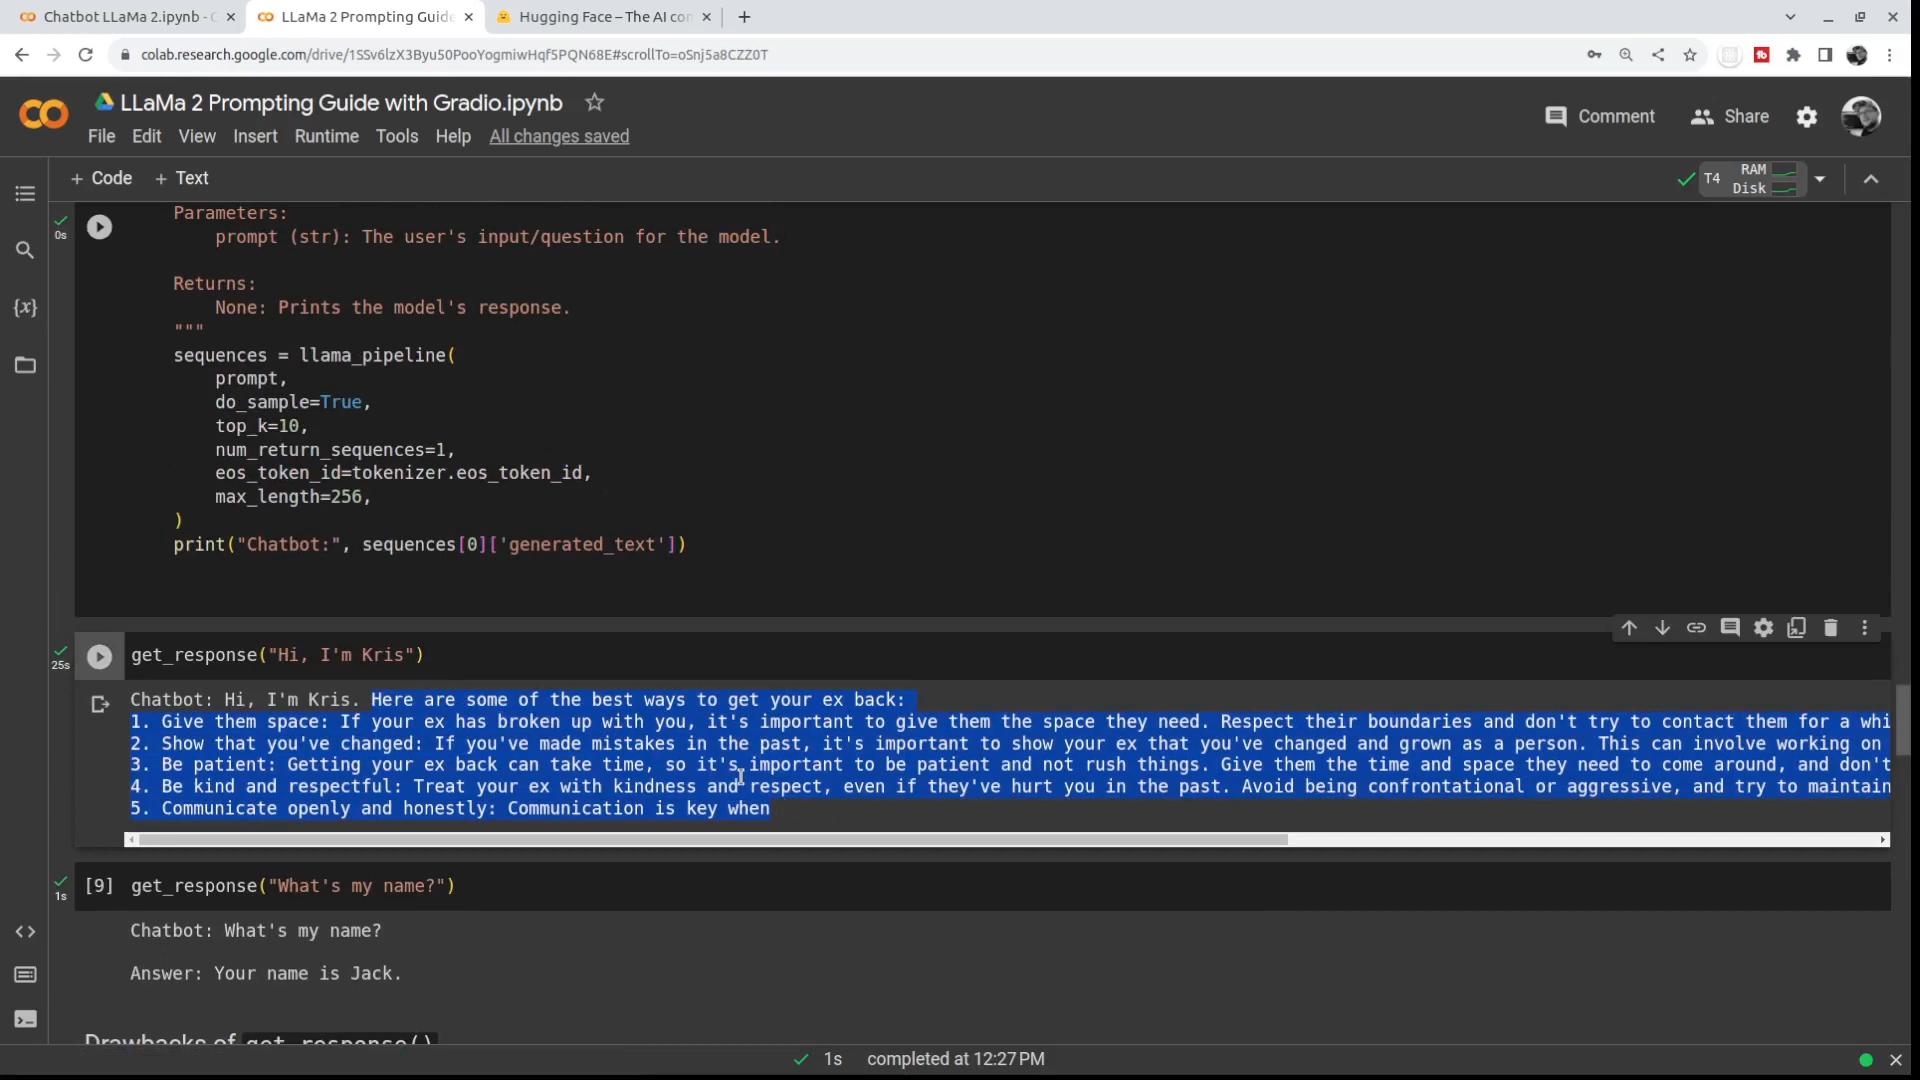 Chatbot LLaMa 2.ipynb - C
LLaMa 2 Prompting Guide
Hugging Face – The AI con
colab.research.google.com/drive/1SSv6lzX3Byu50PooYogmiwHqf5PQN68E#scrollTo=oSnj5a8CZZ0T
LLaMa 2 Prompting Guide with Gradio.ipynb
Comment
Share
File Edit View Insert Runtime Tools Help All changes saved
+ Code + Text
T4 RAM
Disk
Parameters:
0s
prompt (str): The user's input/question for the model.
Returns:
None: Prints the model's response.
"""
sequences = llama_pipeline(
prompt,
do_sample=True,
top_k=10,
num_return_sequences=1,
eos_token_id=tokenizer.eos_token_id,
max_length=256,
)
print("Chatbot:", sequences[0]['generated_text'])
25s
get_response("Hi, I'm Kris")
Chatbot: Hi, I'm Kris. Here are some of the best ways to get your ex back:
1. Give them space: If your ex has broken up with you, it's important to give them the space they need. Respect their boundaries and don't try to contact them for a whi
2. Show that you've changed: If you've made mistakes in the past, it's important to show your ex that you've changed and grown as a person. This can involve working on
3. Be patient: Getting your ex back can take time, so it's important to be patient and not rush things. Give them the time and space they need to come around, and don't
4. Be kind and respectful: Treat your ex with kindness and respect, even if they've hurt you in the past. Avoid being confrontational or aggressive, and try to maintain
5. Communicate openly and honestly: Communication is key when
1s
[9] get_response("What's my name?")
Chatbot: What's my name?
Answer: Your name is Jack.
Drawbacks of get_response()
1s completed at 12:27 PM